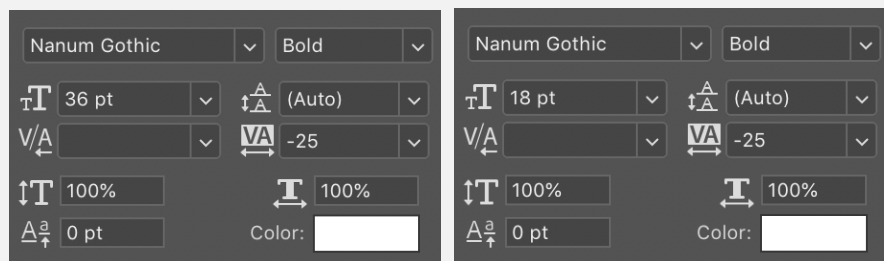 Nanum Gothic Bold
36 pt (Auto)
-25
100% 100%
0 pt Color:
Nanum Gothic Bold
18 pt (Auto)
-25
100% 100%
0 pt Color: